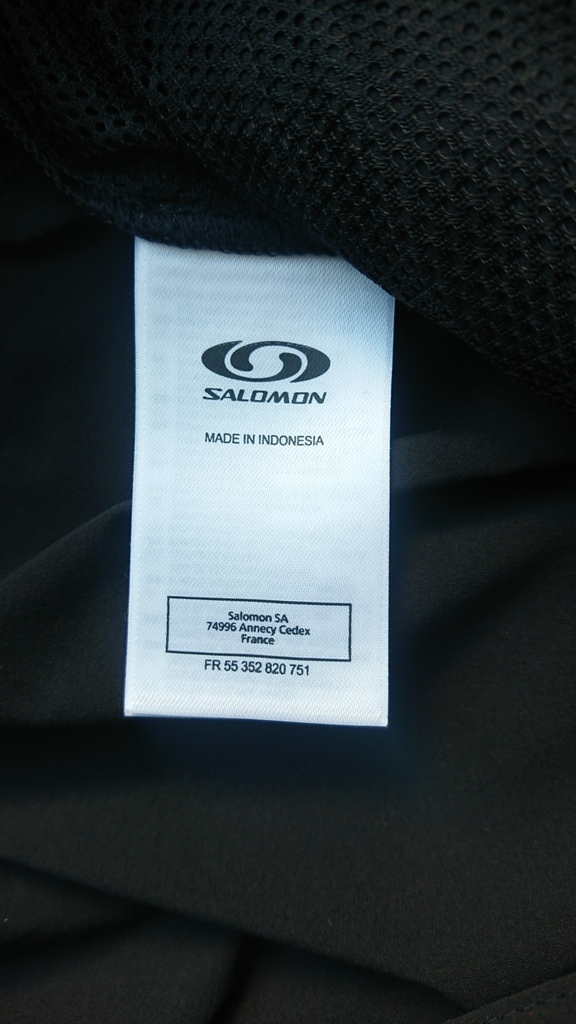 SALOMON
MADE IN INDONESIA
Salomon SA
74996 Annecy Cedex
France
FR 55 352 820 751